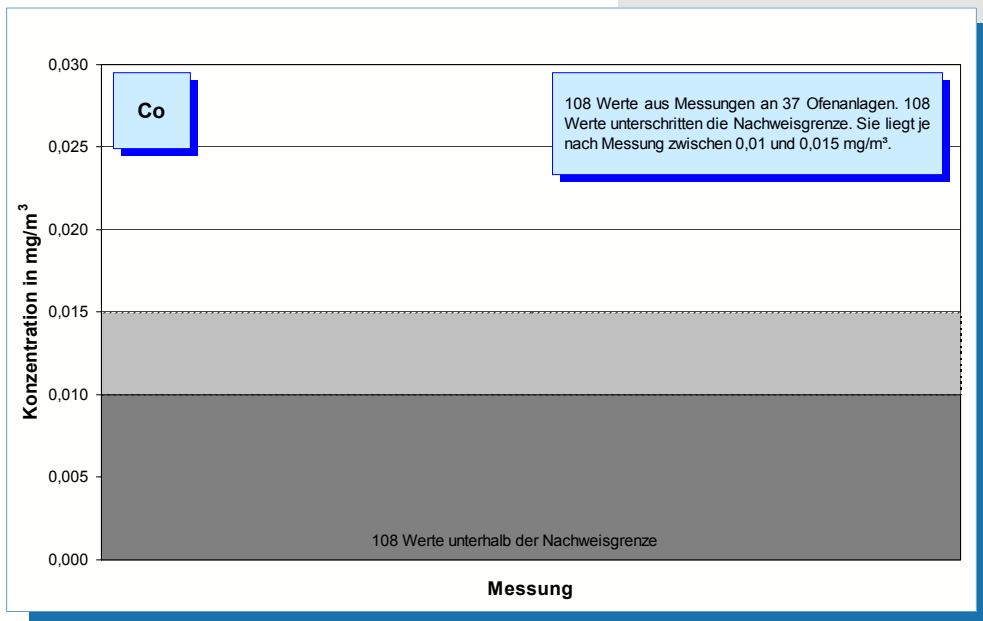 Co
108 Werte aus Messungen an 37 Ofenanlagen. 108
Werte unterschritten die Nachweisgrenze. Sie liegt je
nach Messung zwischen 0,01 und 0,015 mg/m³.
Konzentration in mg/m³
0,030
0,025
0,020
0,015
0,010
0,005
0,000
108 Werte unterhalb der Nachweisgrenze
Messung